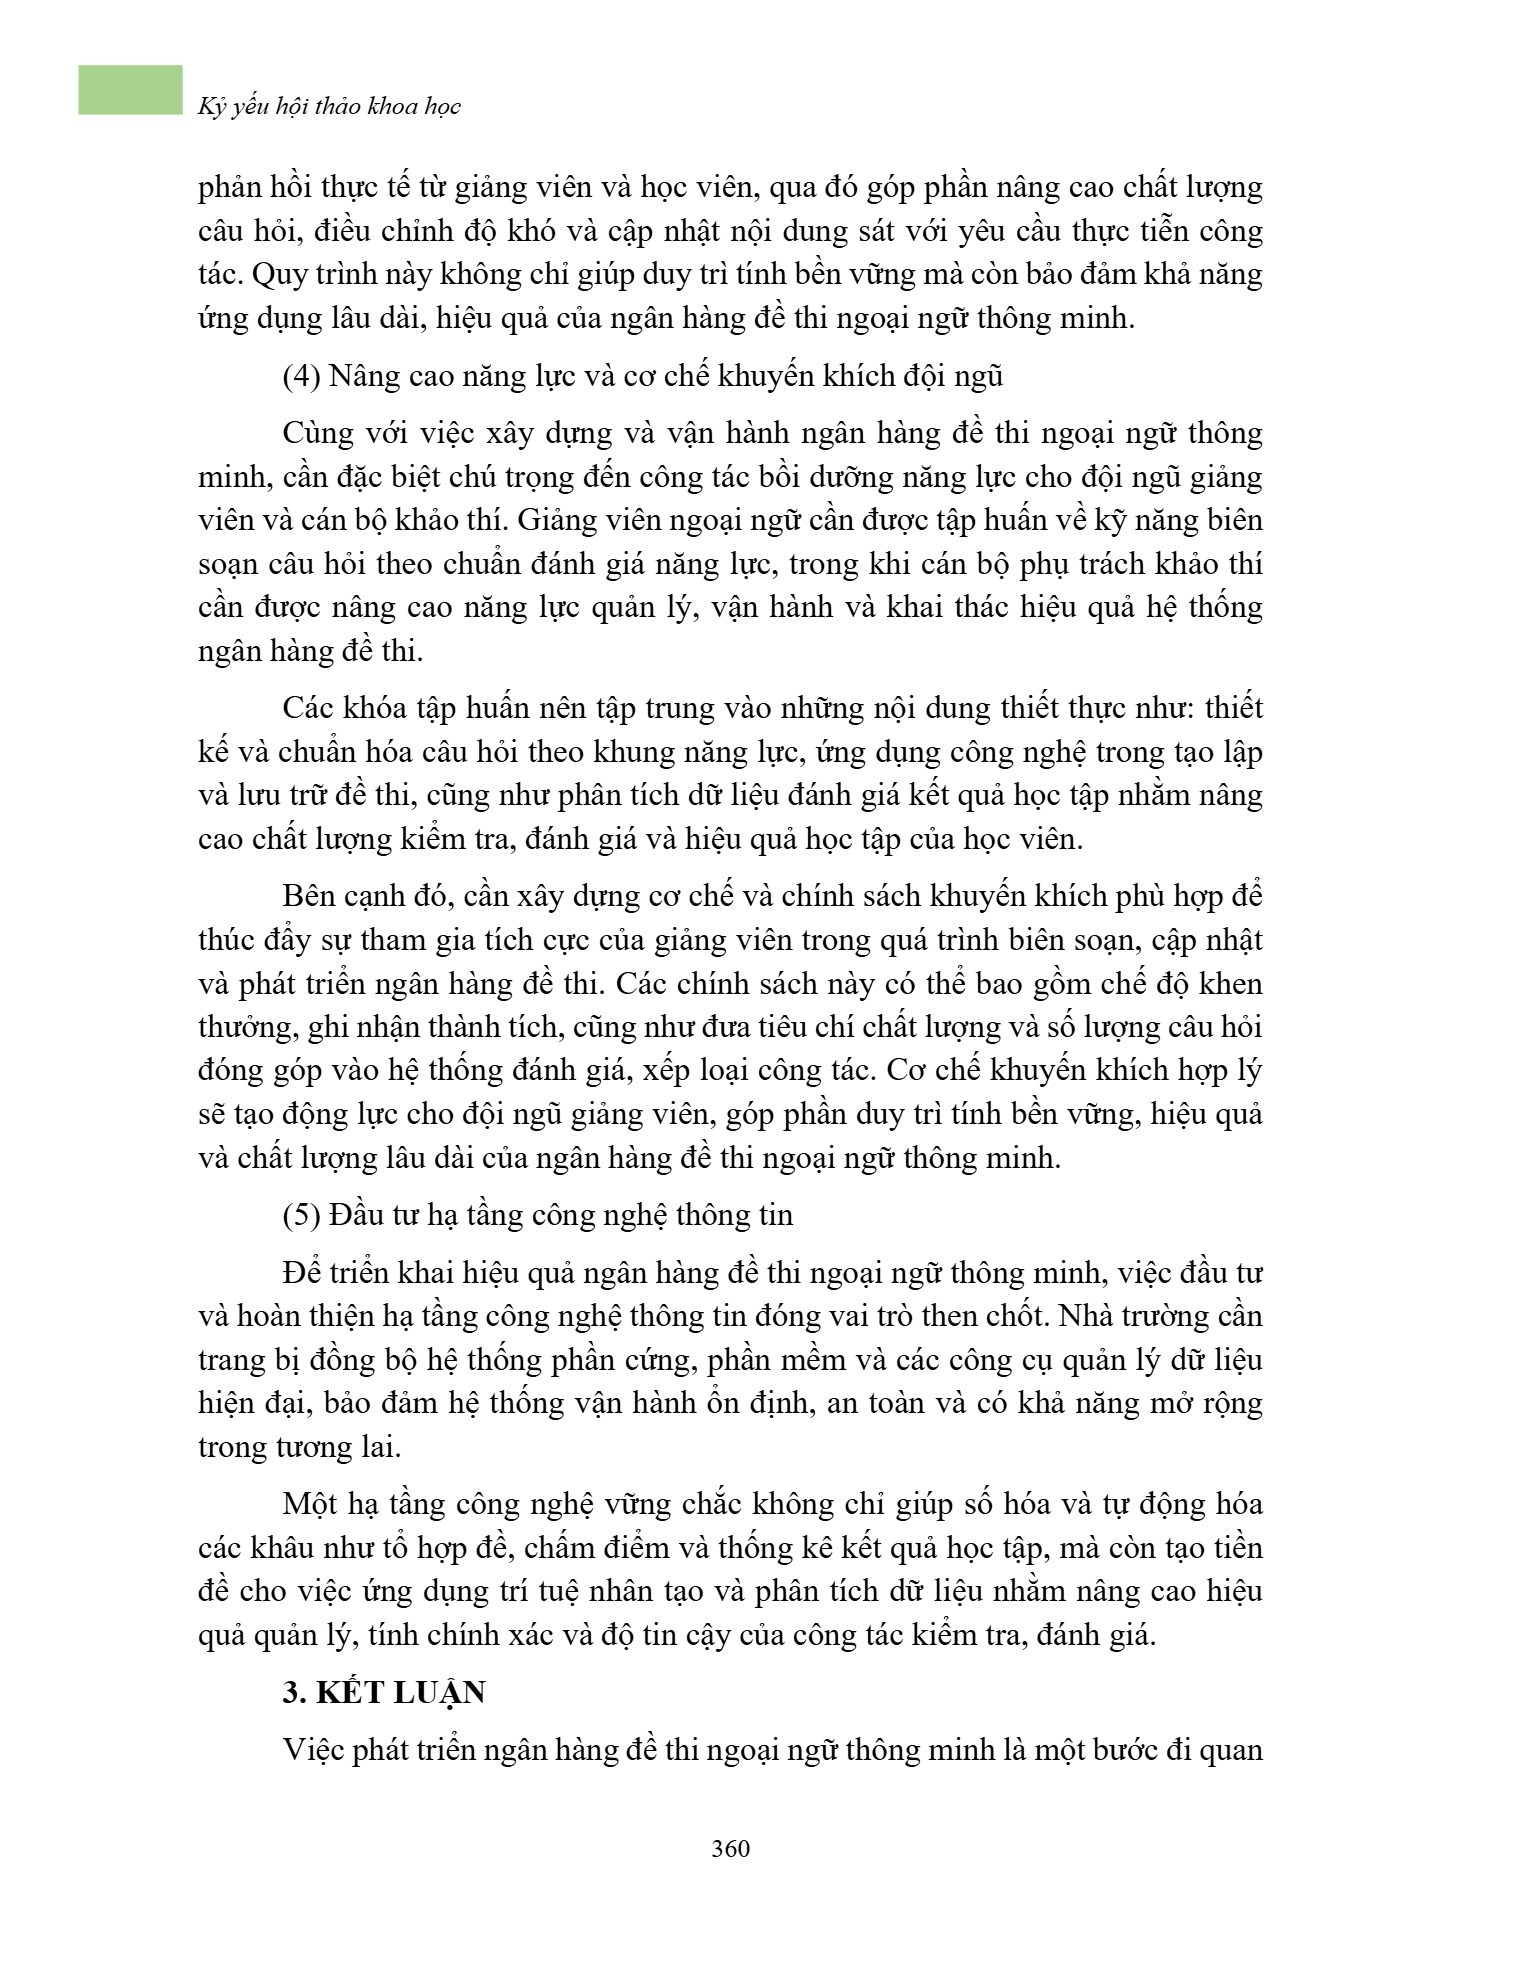 Kỷ yếu hội thảo khoa học
phản hồi thực tế từ giảng viên và học viên, qua đó góp phần nâng cao chất lượng
câu hỏi, điều chỉnh độ khó và cập nhật nội dung sát với yêu cầu thực tiễn công
tác. Quy trình này không chỉ giúp duy trì tính bền vững mà còn bảo đảm khả năng
ứng dụng lâu dài, hiệu quả của ngân hàng đề thi ngoại ngữ thông minh.
(4) Nâng cao năng lực và cơ chế khuyến khích đội ngũ
Cùng với việc xây dựng và vận hành ngân hàng đề thi ngoại ngữ thông
minh, cần đặc biệt chú trọng đến công tác bồi dưỡng năng lực cho đội ngũ giảng
viên và cán bộ khảo thí. Giảng viên ngoại ngữ cần được tập huấn về kỹ năng biên
soạn câu hỏi theo chuẩn đánh giá năng lực, trong khi cán bộ phụ trách khảo thí
cần được nâng cao năng lực quản lý, vận hành và khai thác hiệu quả hệ thống
ngân hàng đề thi.
Các khóa tập huấn nên tập trung vào những nội dung thiết thực như: thiết
kế và chuẩn hóa câu hỏi theo khung năng lực, ứng dụng công nghệ trong tạo lập
và lưu trữ đề thi, cũng như phân tích dữ liệu đánh giá kết quả học tập nhằm nâng
cao chất lượng kiểm tra, đánh giá và hiệu quả học tập của học viên.
Bên cạnh đó, cần xây dựng cơ chế và chính sách khuyến khích phù hợp để
thúc đẩy sự tham gia tích cực của giảng viên trong quá trình biên soạn, cập nhật
và phát triển ngân hàng đề thi. Các chính sách này có thể bao gồm chế độ khen
thưởng, ghi nhận thành tích, cũng như đưa tiêu chí chất lượng và số lượng câu hỏi
đóng góp vào hệ thống đánh giá, xếp loại công tác. Cơ chế khuyến khích hợp lý
sẽ tạo động lực cho đội ngũ giảng viên, góp phần duy trì tính bền vững, hiệu quả
và chất lượng lâu dài của ngân hàng đề thi ngoại ngữ thông minh.
(5) Đầu tư hạ tầng công nghệ thông tin
Để triển khai hiệu quả ngân hàng đề thi ngoại ngữ thông minh, việc đầu tư
và hoàn thiện hạ tầng công nghệ thông tin đóng vai trò then chốt. Nhà trường cần
trang bị đồng bộ hệ thống phần cứng, phần mềm và các công cụ quản lý dữ liệu
hiện đại, bảo đảm hệ thống vận hành ổn định, an toàn và có khả năng mở rộng
trong tương lai.
Một hạ tầng công nghệ vững chắc không chỉ giúp số hóa và tự động hóa
các khâu như tổ hợp đề, chấm điểm và thống kê kết quả học tập, mà còn tạo tiền
đề cho việc ứng dụng trí tuệ nhân tạo và phân tích dữ liệu nhằm nâng cao hiệu
quả quản lý, tính chính xác và độ tin cậy của công tác kiểm tra, đánh giá.
3. KẾT LUẬN
Việc phát triển ngân hàng đề thi ngoại ngữ thông minh là một bước đi quan
360